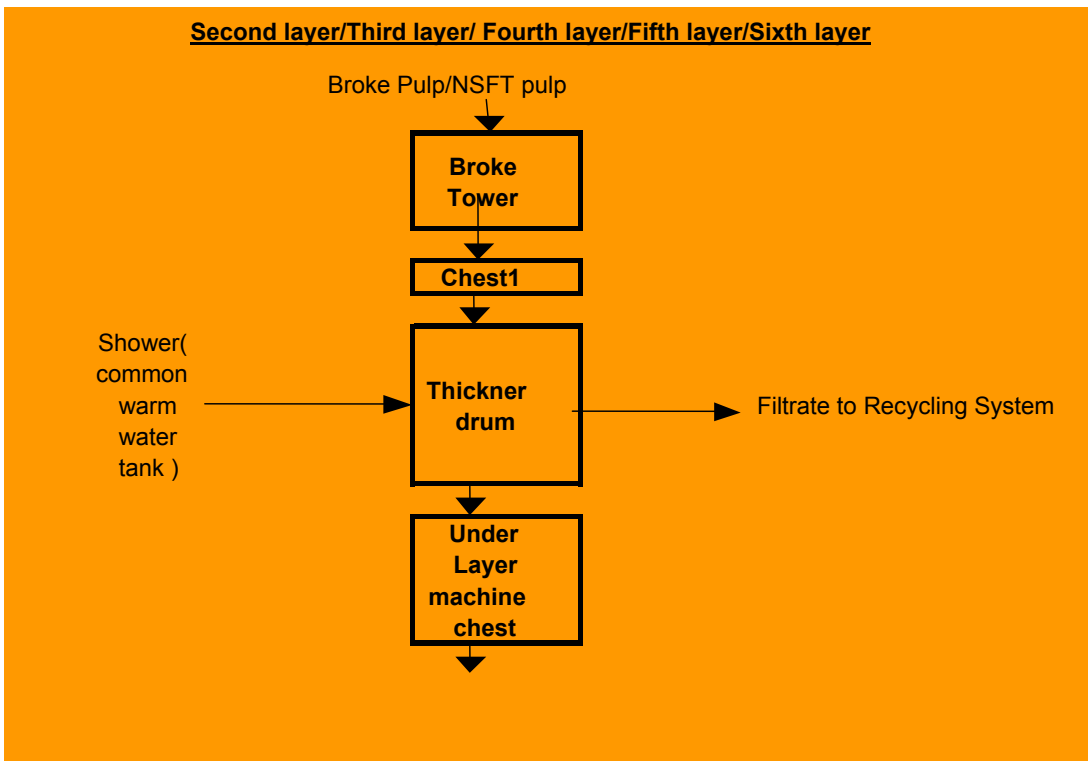 Second layer/Third layer/ Fourth layer/Fifth layer/Sixth layer
Broke Pulp/NSFT pulp
Broke
Tower
Chest1
Shower(
common
warm
water
tank )
Thickner
drum
Filtrate to Recycling System
Under
Layer
machine
chest